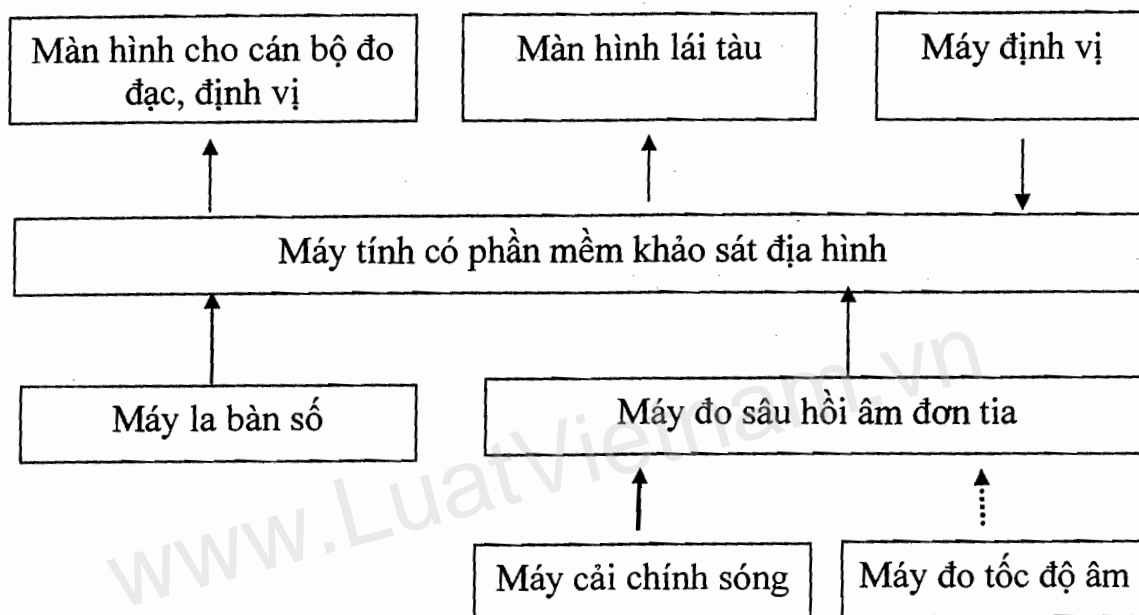 Màn hình cho cán bộ đo
đạc, định vị
Màn hình lái tàu
Máy định vị
Máy tính có phần mềm khảo sát địa hình
Máy la bàn số
Máy đo sâu hồi âm đơn tia
Máy cải chính sóng
Máy đo tốc độ âm
www.LuatVietnam.vn